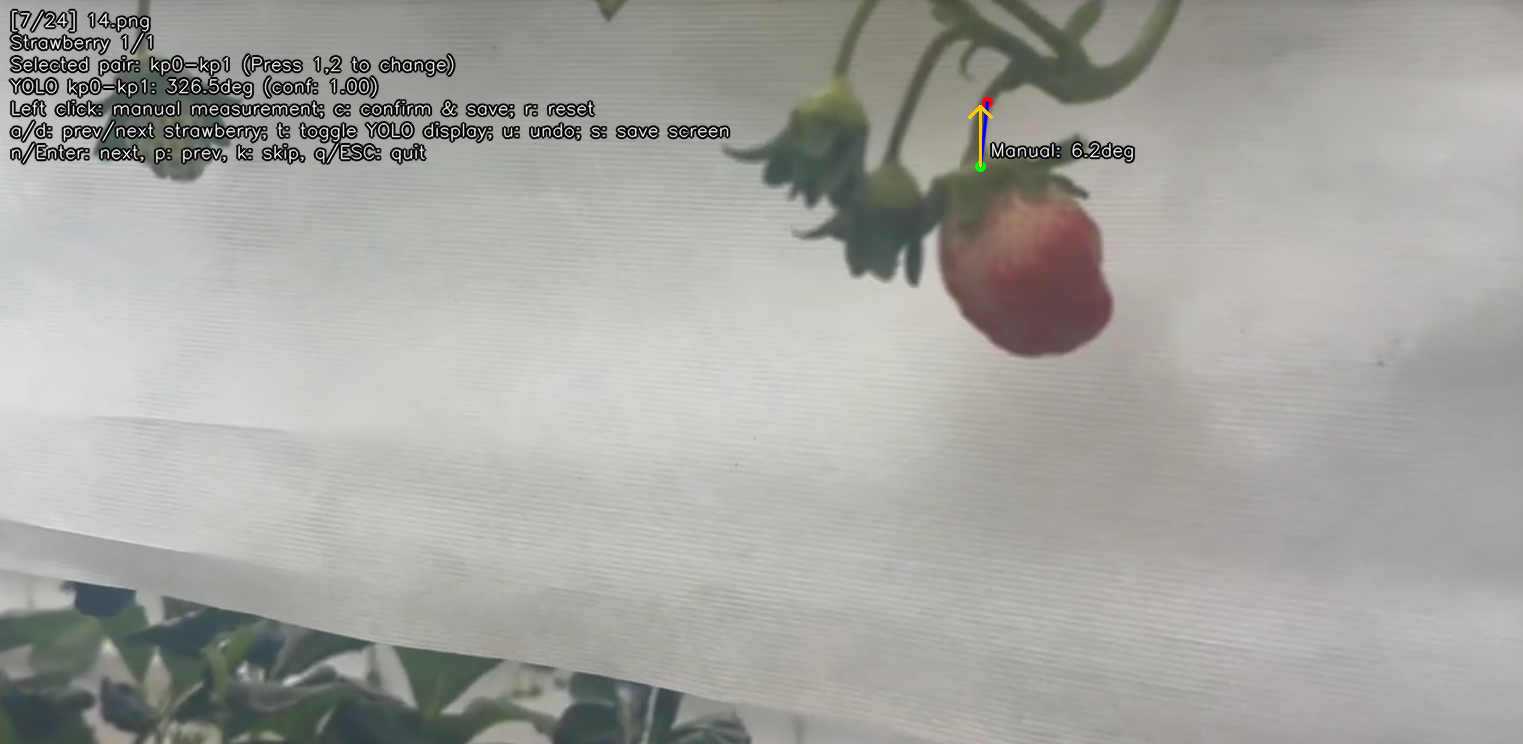 [7/24] 14.png
Strawberry 1/1
Selected pair: kp0-kp1 (Press 1,2 to change)
YOLO kp0-kp1: 326.5deg (conf: 1.00)
Left click: manual measurement; c: confirm & save; r: reset
a/d: prev/next strawberry; t: toggle YOLO display; u: undo; s: save screen
n/Enter: next, p: prev, k: skip, q/ESC: quit
Manual: 6.2deg